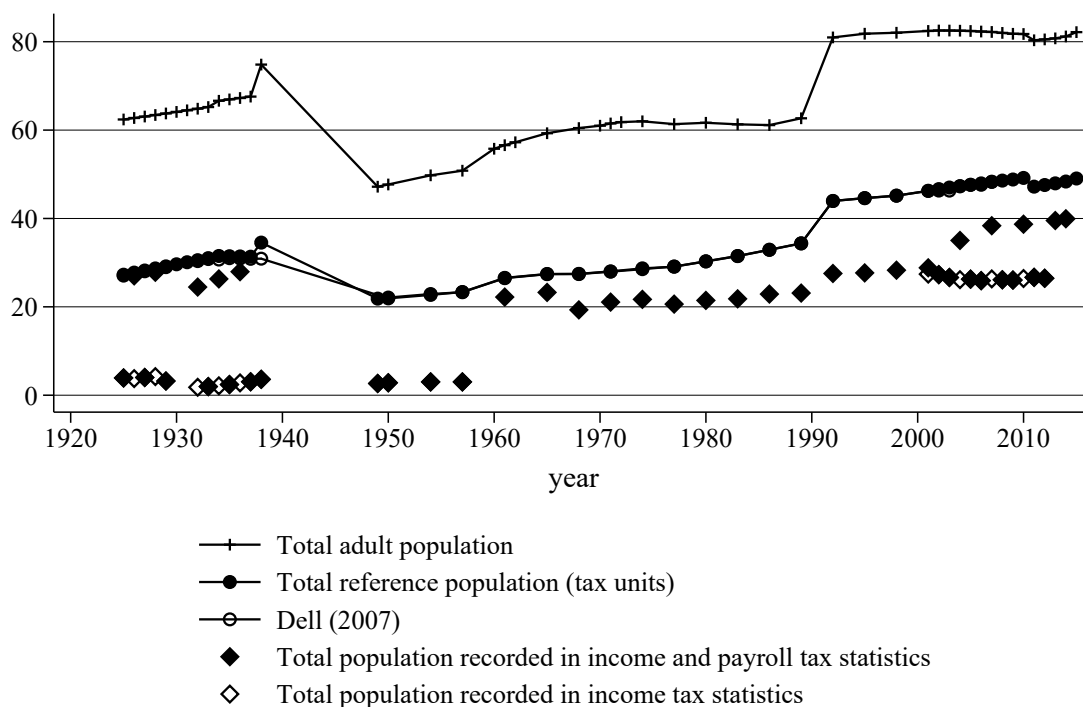 80
60
40
20
0
1920 1930 1940 1950 1960 1970 1980 1990 2000 2010
year
Total adult population
Total reference population (tax units)
Dell (2007)
Total population recorded in income and payroll tax statistics
Total population recorded in income tax statistics